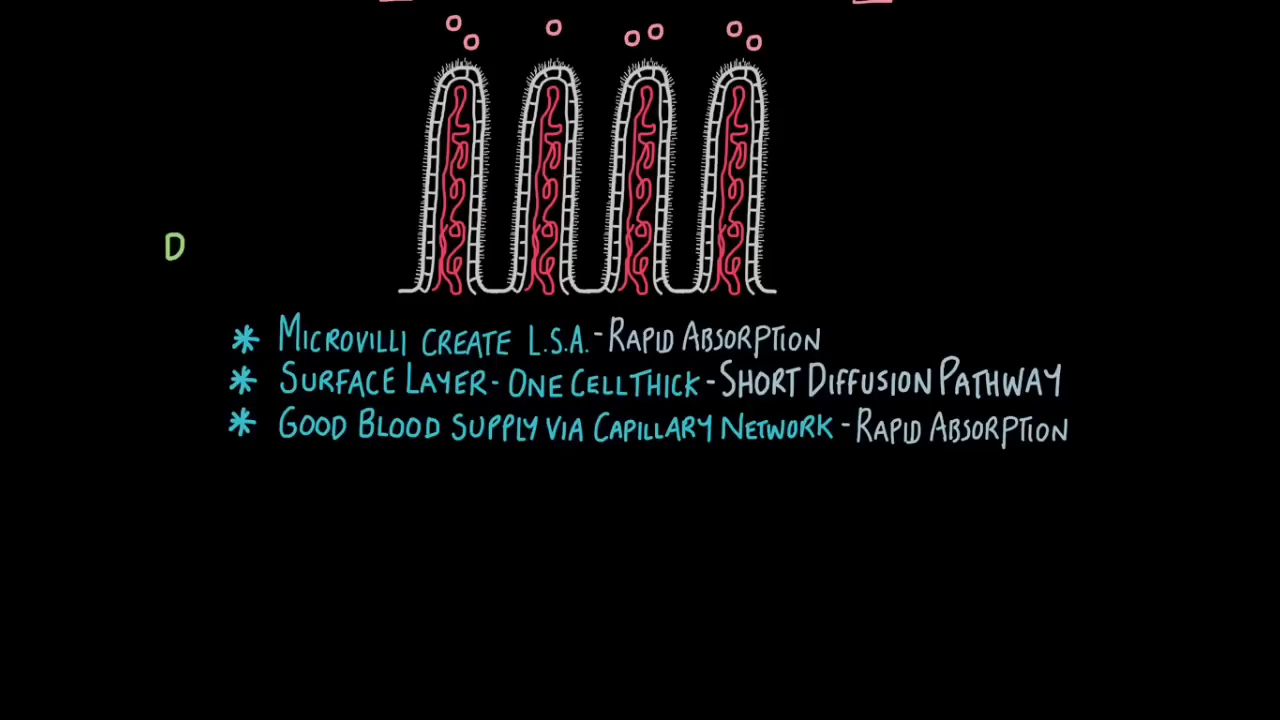 D
* MICROVILLI CREATE L.S.A. - RAPID ABSORPTION
* SURFACE LAYER - ONE CELL THICK - SHORT DIFFUSION PATHWAY
* GOOD BLOOD SUPPLY VIA CAPILLARY NETWORK - RAPID ABSORPTION